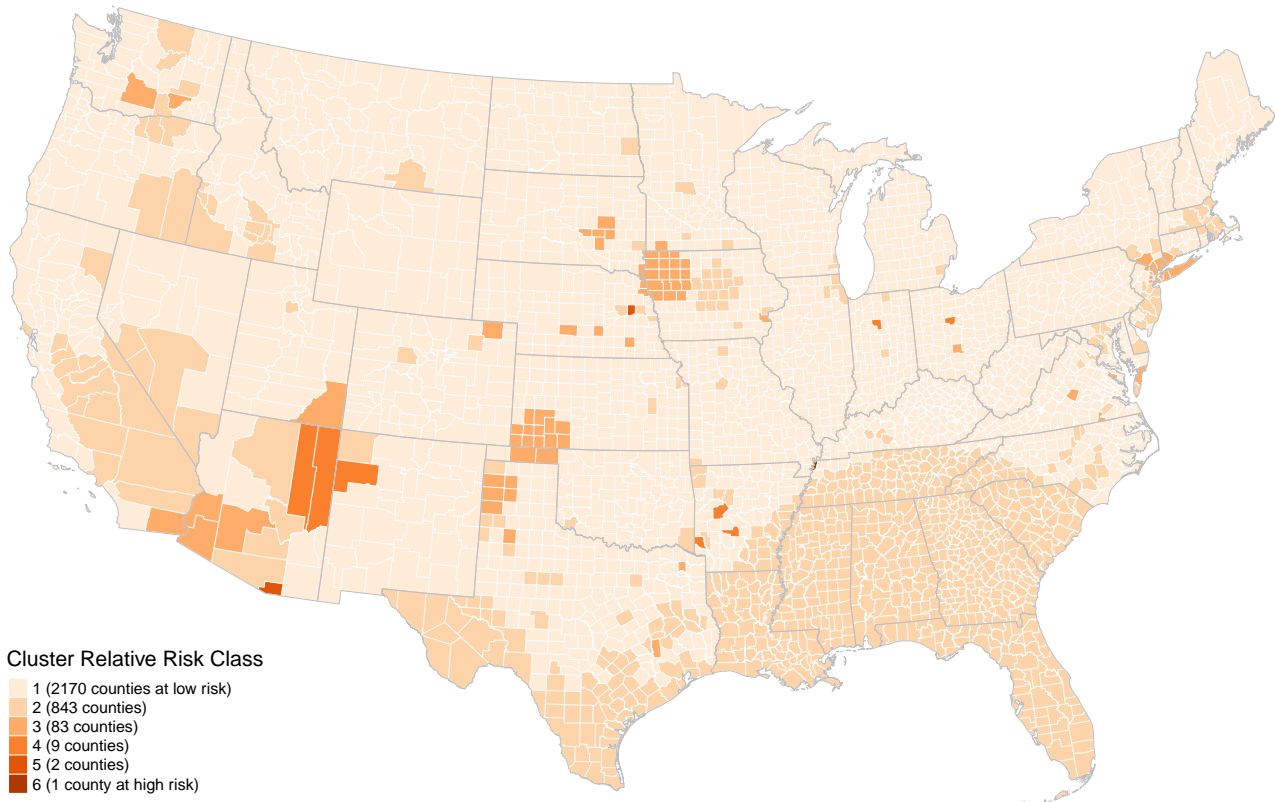 Cluster Relative Risk Class
1 (2170 counties at low risk)
2 (843 counties)
3 (83 counties)
4 (9 counties)
5 (2 counties)
6 (1 county at high risk)